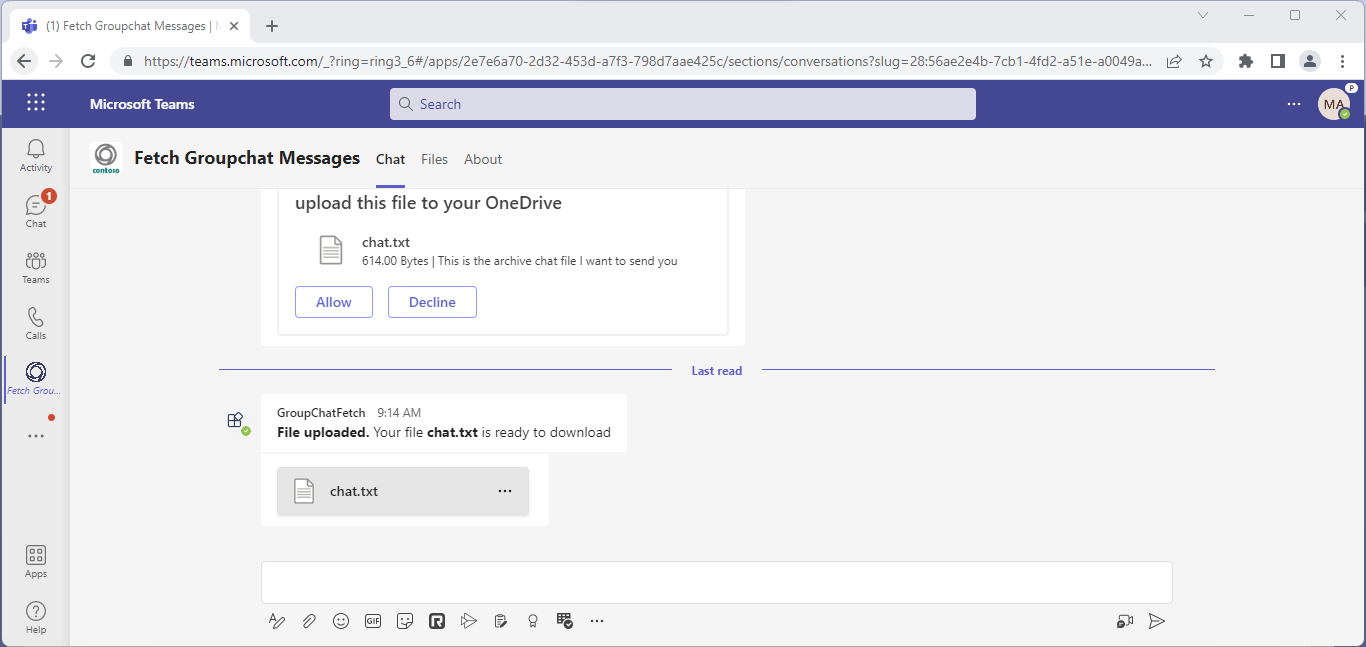 (1) Fetch Groupchat Messages |
https://teams.microsoft.com/_?ring=ring3_6#/apps/2e7e6a70-2d32-453d-a7f3-798d7aae425c/sections/conversations?slug=28:56ae2e4b-7cb1-4fd2-a51e-a0049a...
Microsoft Teams
Search
MA
P
Activity
1
Chat
Teams
Calls
Fetch Grou...
Apps
Help
contoso
Fetch Groupchat Messages
Chat
Files
About
upload this file to your OneDrive
chat.txt
614.00 Bytes | This is the archive chat file I want to send you
Allow
Decline
Last read
GroupChatFetch 9:14 AM
File uploaded. Your file chat.txt is ready to download
chat.txt
GIF